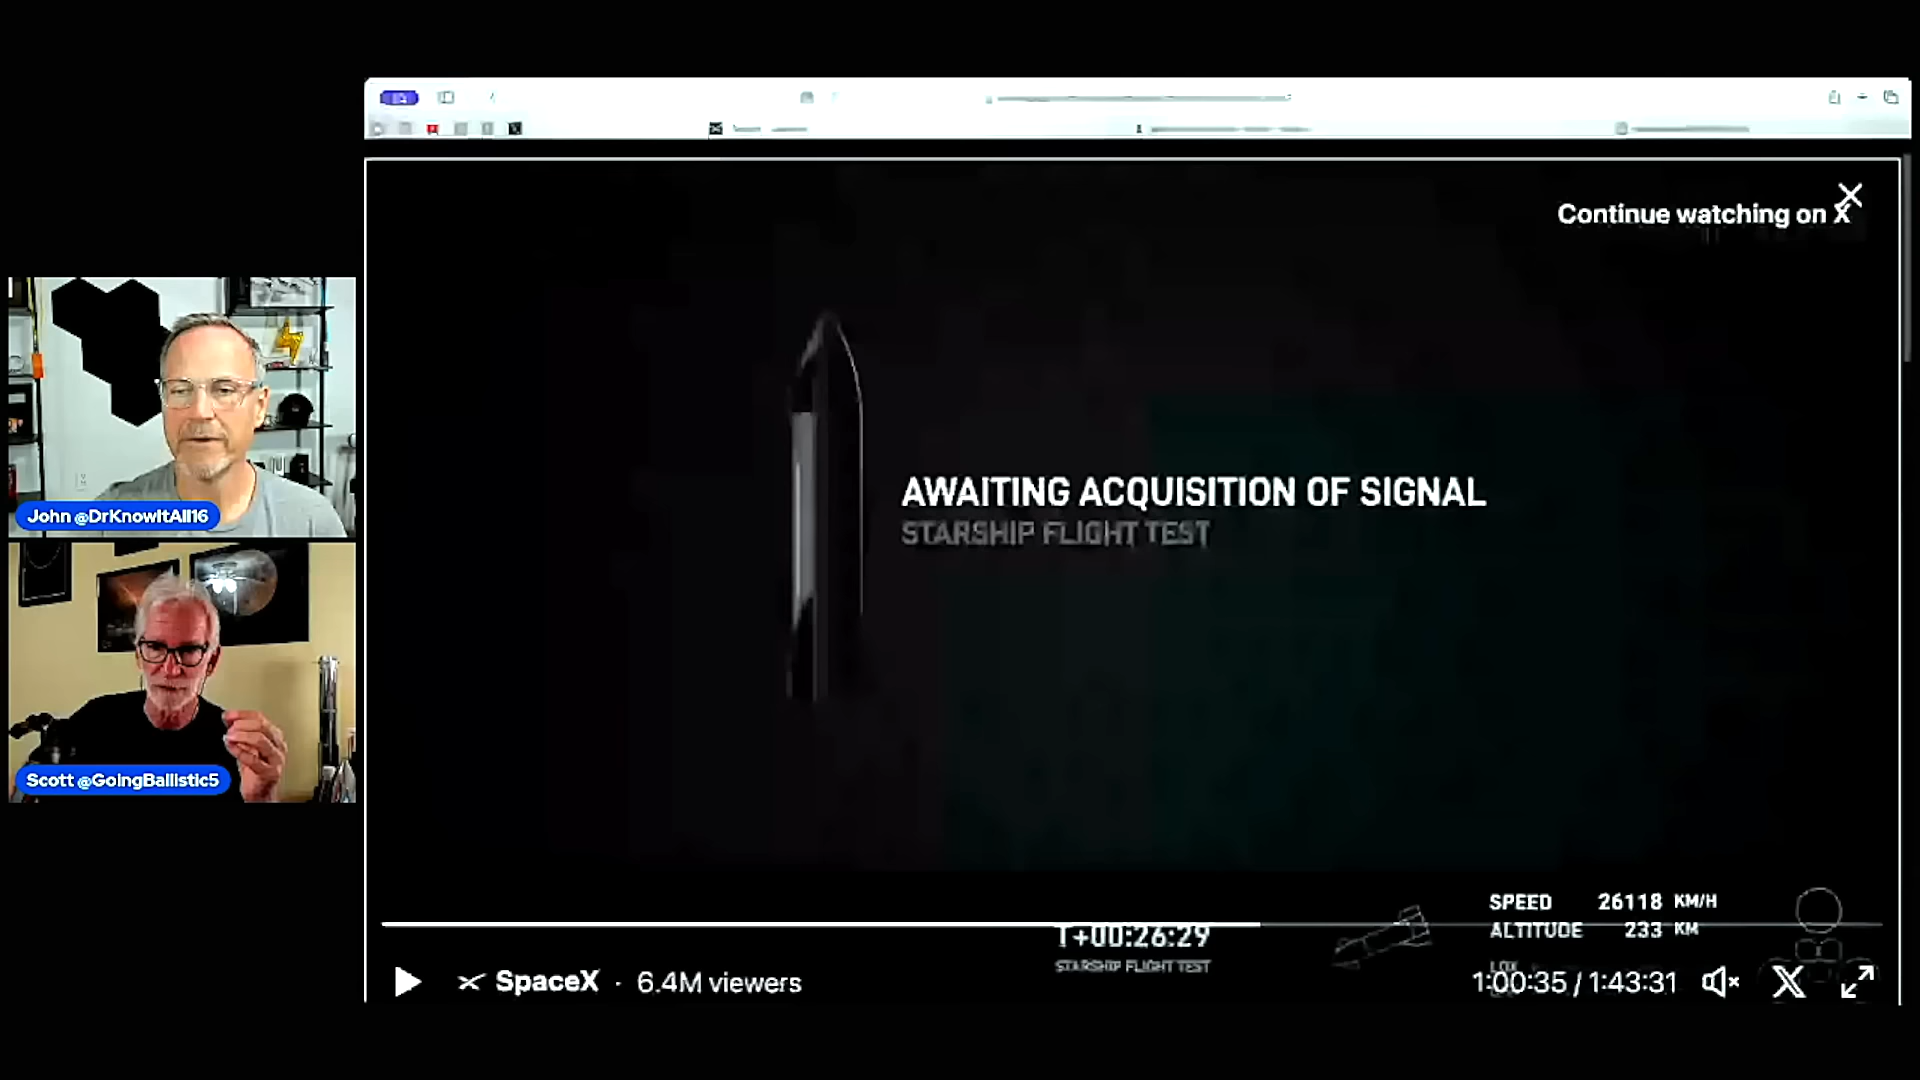 Continue watching on X
John @DrKnowItAll16
AWAITING ACQUISITION OF SIGNAL
STARSHIP FLIGHT TEST
Scott @GoingBallistic5
SPEED 26118 KM/H
ALTITUDE 233 KM
T+00:26:29
STARSHIP FLIGHT TEST
LOX
SpaceX · 6.4M viewers
1:00:35 / 1:43:31